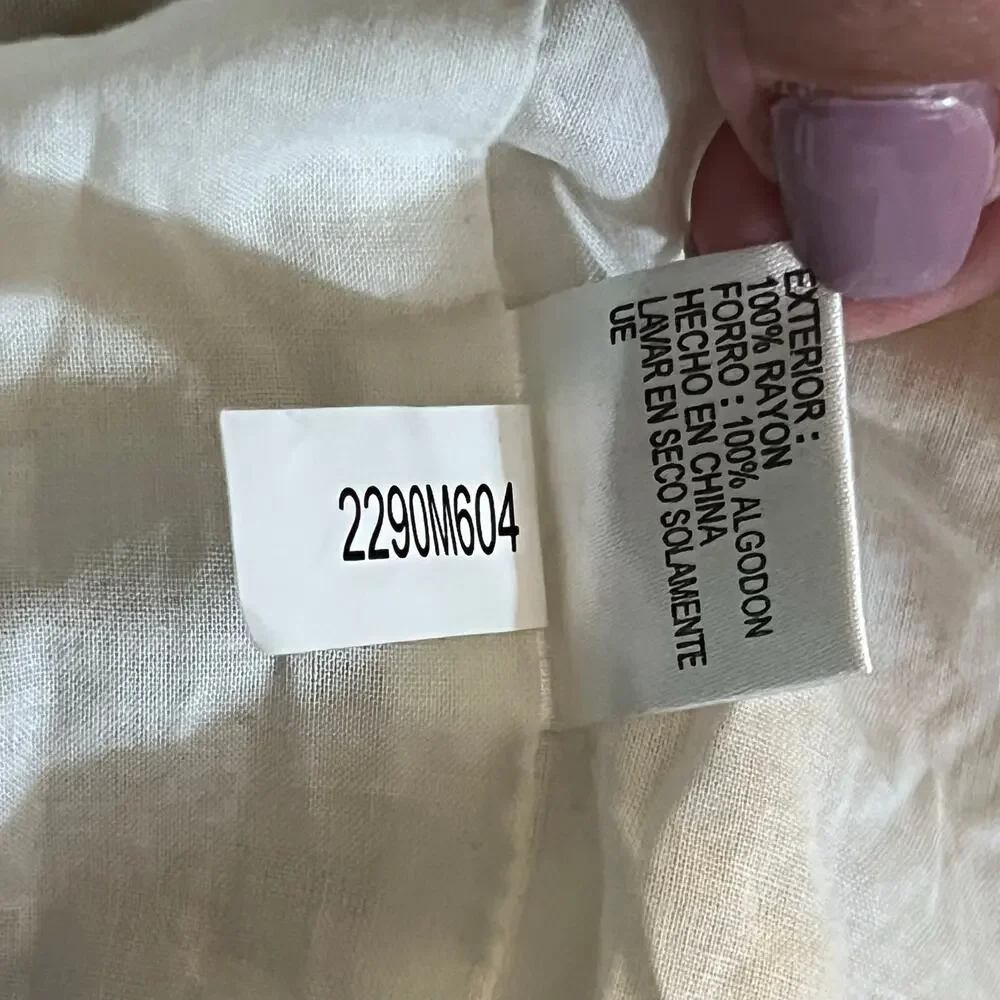 2290M604
EXTERIOR :
100% RAYON
FORRO : 100% ALGODON
HECHO EN CHINA
LAVAR EN SECO SOLAMENTE
UE